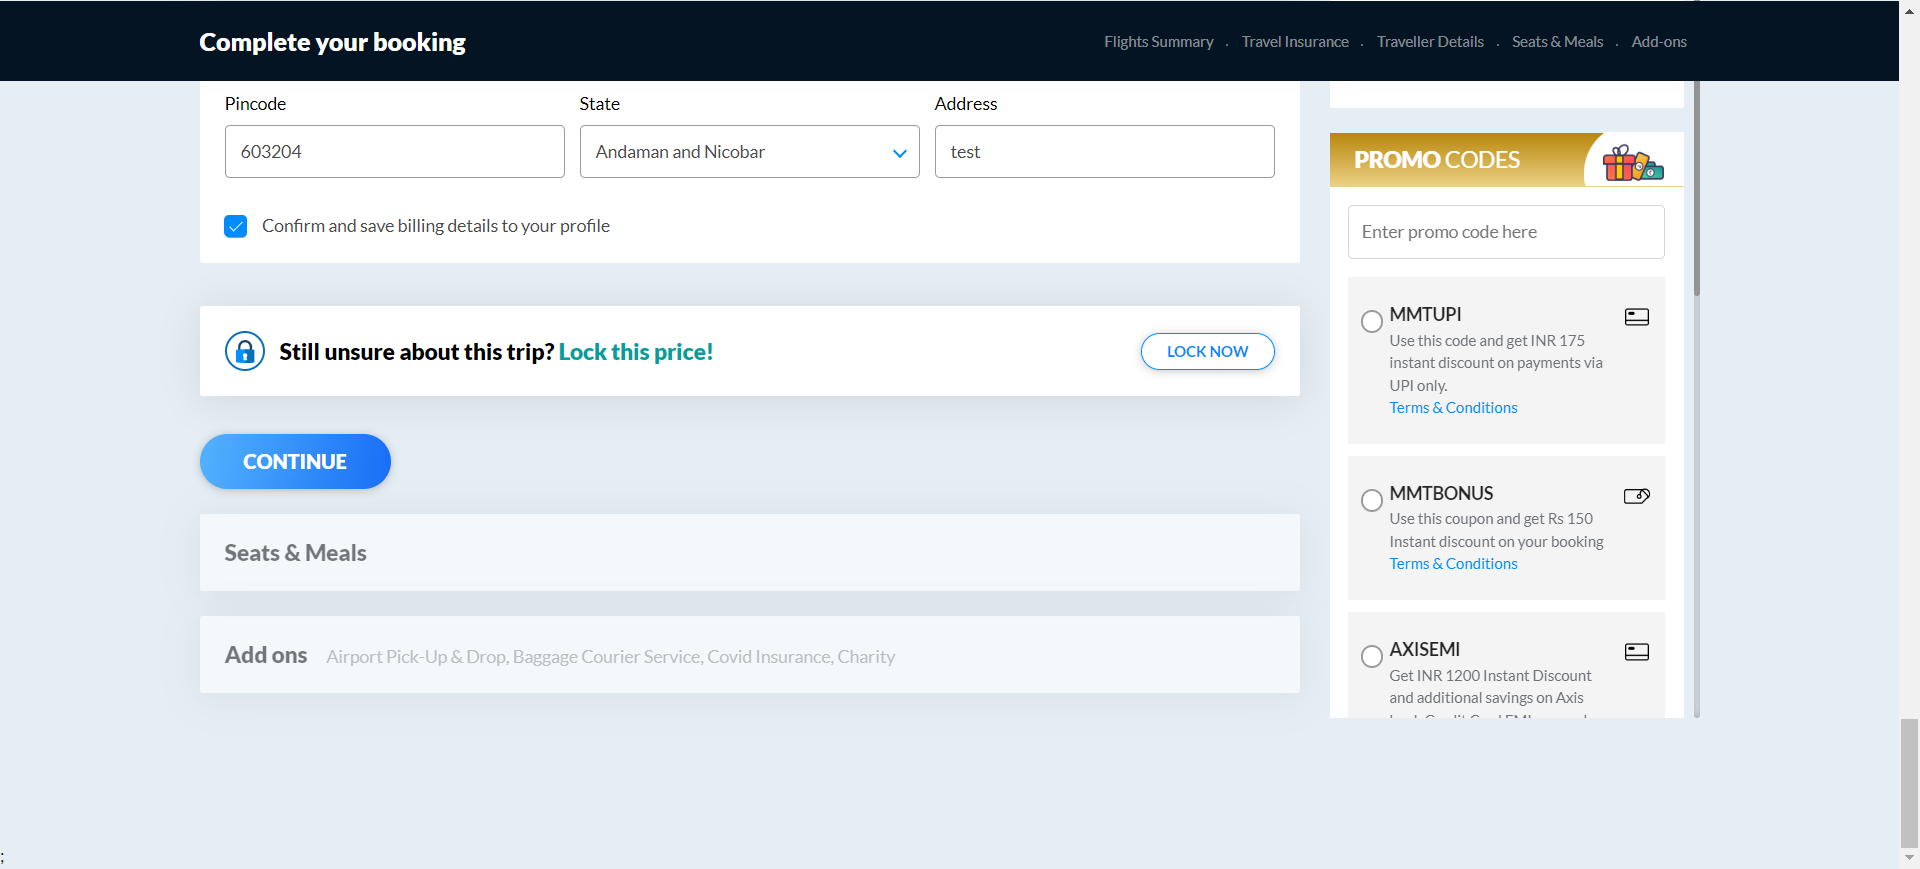 Complete your booking
Flights Summary . Travel Insurance . Traveller Details . Seats & Meals . Add-ons
Pincode
State
Address
603204
Andaman and Nicobar
test
Confirm and save billing details to your profile
Still unsure about this trip? Lock this price!
LOCK NOW
CONTINUE
Seats & Meals
Add ons Airport Pick-Up & Drop, Baggage Courier Service, Covid Insurance, Charity
PROMO CODES
Enter promo code here
MMTUPI
Use this code and get INR 175
instant discount on payments via
UPI only.
Terms & Conditions
MMTBONUS
Use this coupon and get Rs 150
Instant discount on your booking
Terms & Conditions
AXISEMI
Get INR 1200 Instant Discount
and additional savings on Axis
;